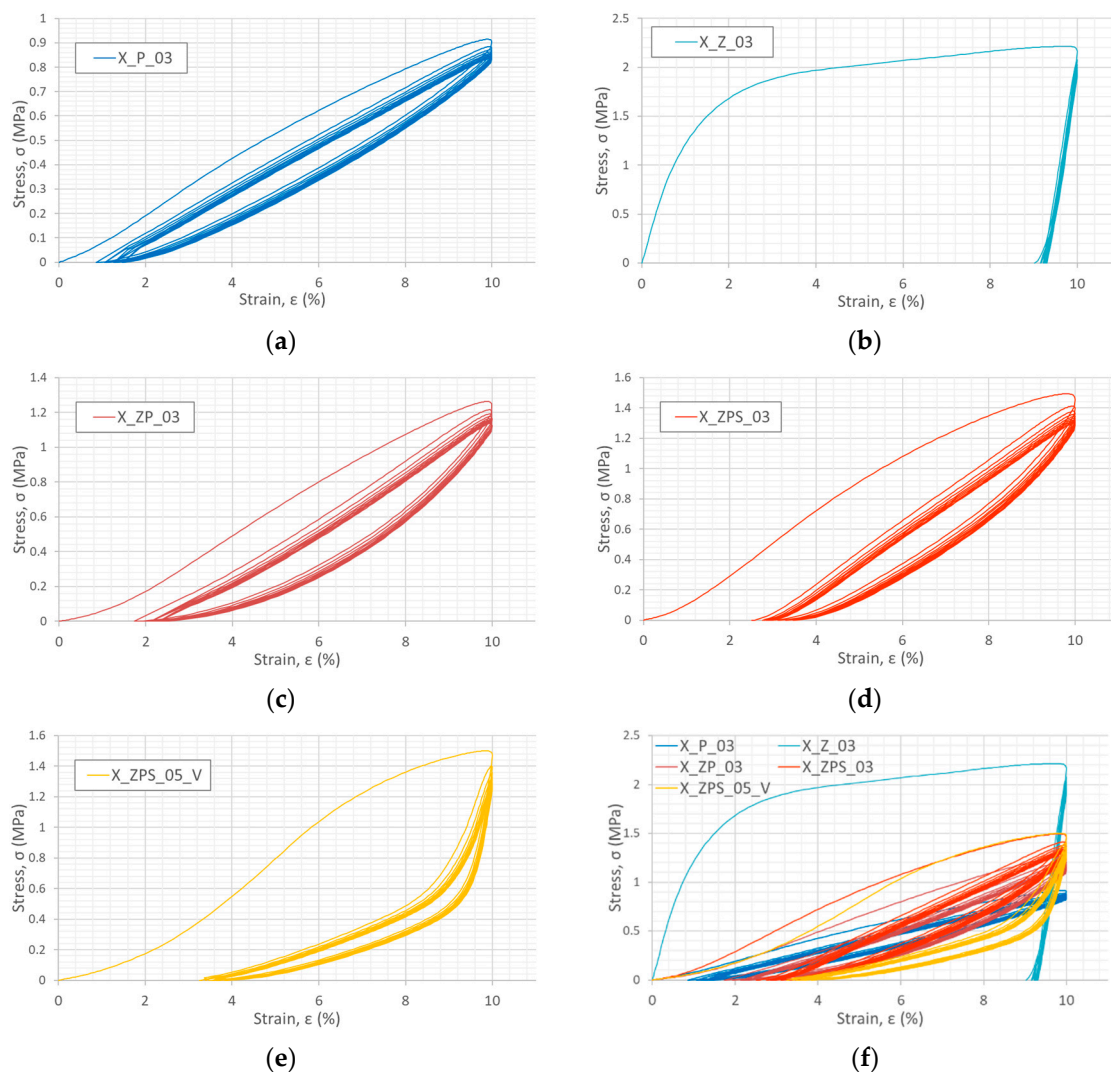 1
0.9
0.8
0.7
0.6
0.5
0.4
0.3
0.2
0.1
0
Stress, σ (MPa)
X_P_03
0 2 4 6 8 10
Strain, ε (%)
(a)
2.5
2
1.5
1
0.5
0
Stress, σ (MPa)
X_Z_03
0 2 4 6 8 10
Strain, ε (%)
(b)
1.4
1.2
1
0.8
0.6
0.4
0.2
0
Stress, σ (MPa)
X_ZP_03
0 2 4 6 8 10
Strain, ε (%)
(c)
1.6
1.4
1.2
1
0.8
0.6
0.4
0.2
0
Stress, σ (MPa)
X_ZPS_03
0 2 4 6 8 10
Strain, ε (%)
(d)
1.6
1.4
1.2
1
0.8
0.6
0.4
0.2
0
Stress, σ (MPa)
X_ZPS_05_V
0 2 4 6 8 10
Strain, ε (%)
(e)
2.5
2
1.5
1
0.5
0
Stress, σ (MPa)
X_P_03 X_Z_03
X_ZP_03 X_ZPS_03
X_ZPS_05_V
0 2 4 6 8 10
Strain, ε (%)
(f)